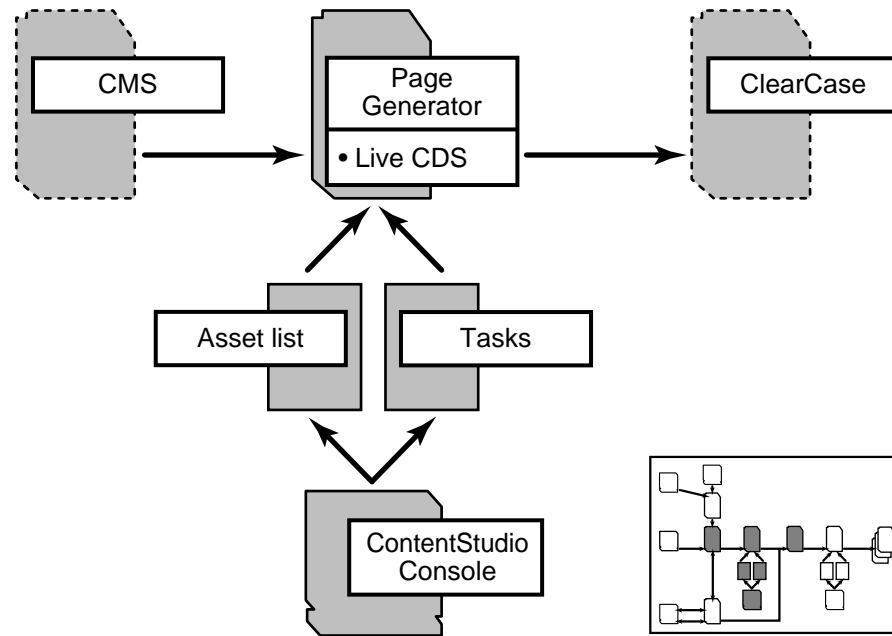 CMS
Page
Generator
• Live CDS
ClearCase
Asset list
Tasks
ContentStudio
Console